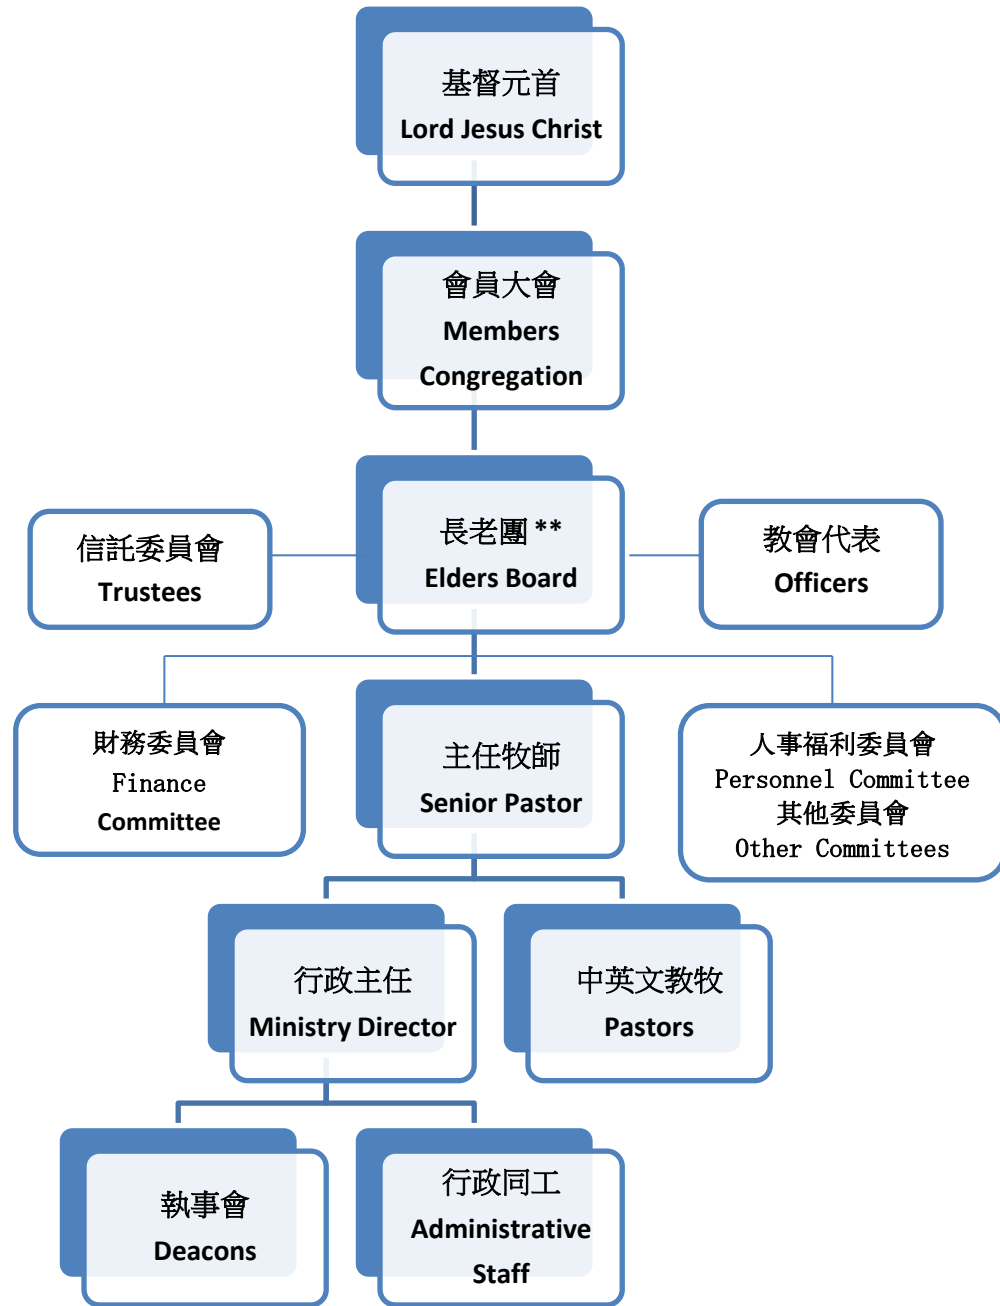 基督元首
Lord Jesus Christ
會員大會
Members
Congregation
信託委員會
Trustees
長老團 **
Elders Board
教會代表
Officers
財務委員會
Finance
Committee
主任牧師
Senior Pastor
人事福利委員會
Personnel Committee
其他委員會
Other Committees
行政主任
Ministry Director
中英文教牧
Pastors
執事會
Deacons
行政同工
Administrative
Staff